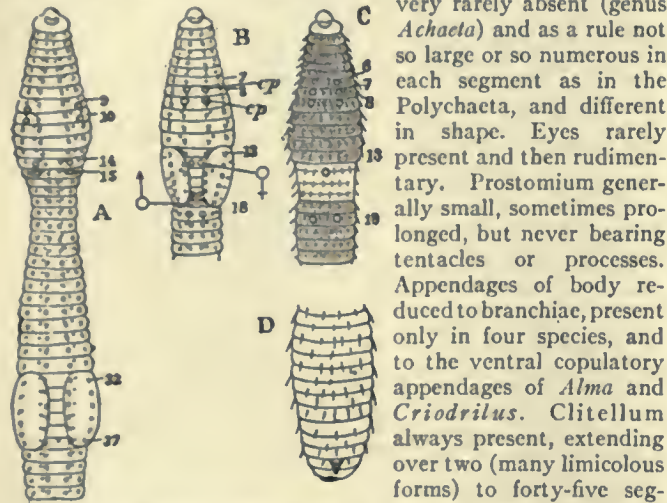 A
9
10
14
15
32
37
B
7
cp
cp
13
♀
♂
18
C
6
7
8
13
19
D
very rarely absent (genus
Achaeta) and as a rule not
so large or so numerous in
each segment as in the
Polychaeta, and different
in shape. Eyes rarely
present and then rudimen-
tary. Prostomium gener-
ally small, sometimes pro-
longed, but never bearing
tentacles or processes.
Appendages of body re-
duced to branchiae, present
only in four species, and
to the ventral copulatory
appendages of Alma and
Criodrilus. Clitellum
always present, extending
over two (many limicolous
forms) to forty-five seg-